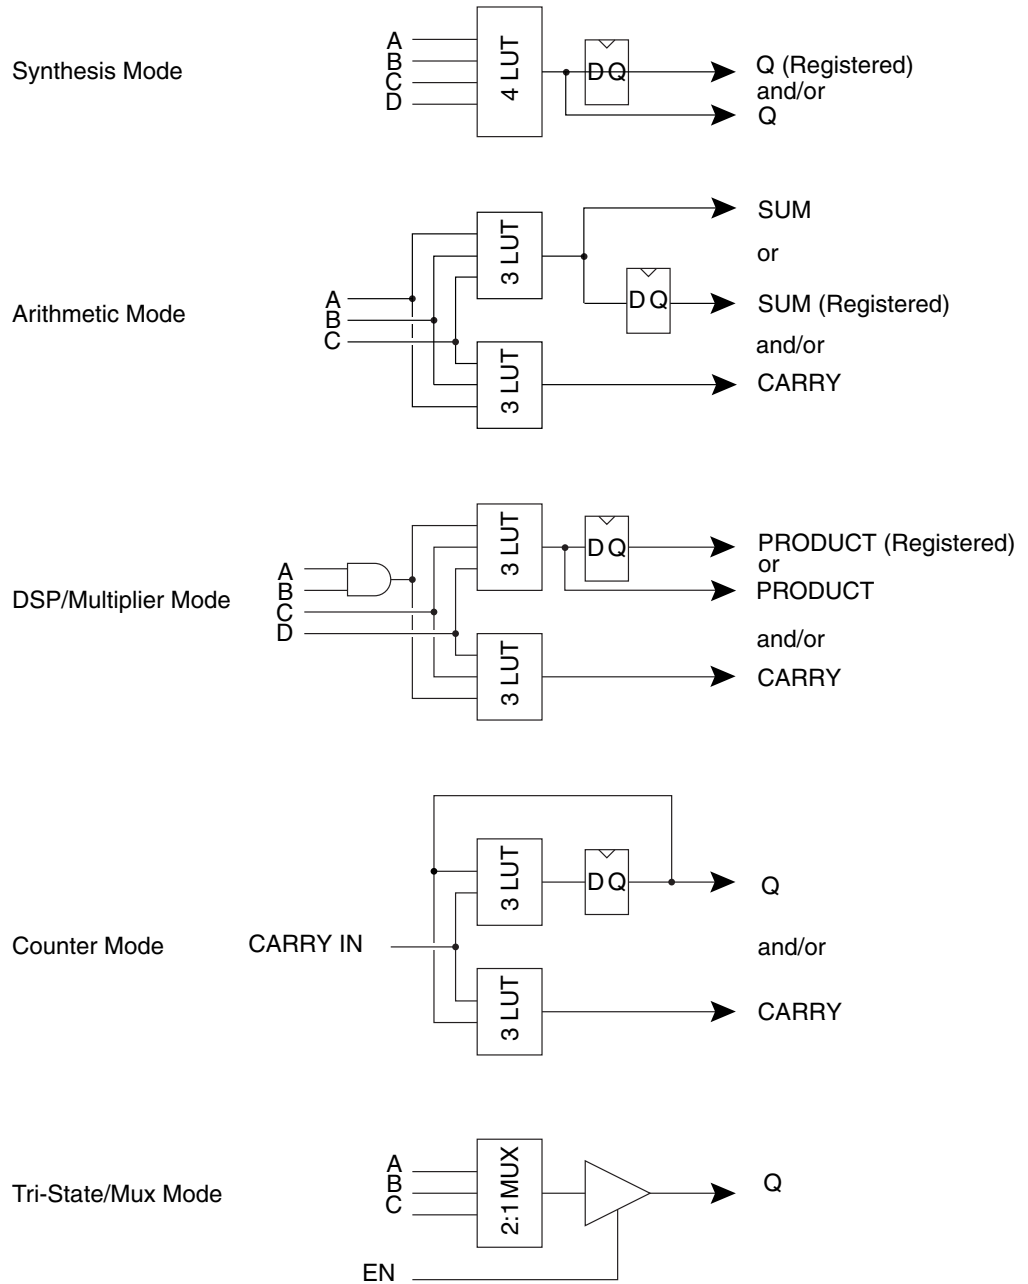 Synthesis Mode
A
B
C
D
4 LUT
D Q
Q (Registered)
and/or
Q
Arithmetic Mode
A
B
C
3 LUT
3 LUT
D Q
SUM
or
SUM (Registered)
and/or
CARRY
DSP/Multiplier Mode
A
B
C
D
3 LUT
3 LUT
D Q
PRODUCT (Registered)
or
PRODUCT
and/or
CARRY
Counter Mode
CARRY IN
3 LUT
3 LUT
D Q
Q
and/or
CARRY
Tri-State/Mux Mode
A
B
C
EN
2:1 MUX
Q